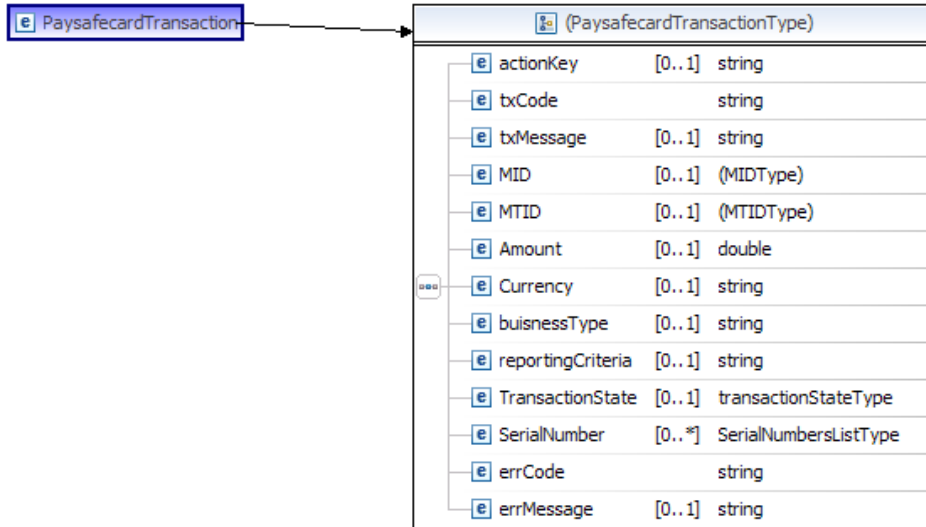 e PaysafecardTransaction
(PaysafecardTransactionType)
e actionKey [0..1] string
e txCode string
e txMessage [0..1] string
e MID [0..1] (MIDType)
e MTID [0..1] (MTIDType)
e Amount [0..1] double
e Currency [0..1] string
e buisnessType [0..1] string
e reportingCriteria [0..1] string
e TransactionState [0..1] transactionStateType
e SerialNumber [0..*] SerialNumbersListType
e errCode string
e errMessage [0..1] string